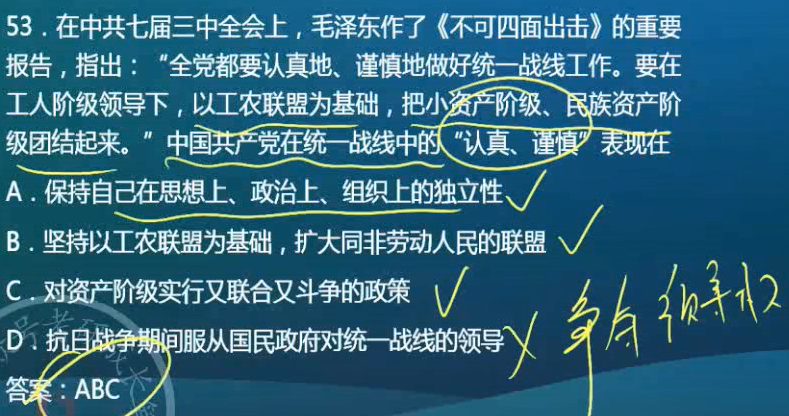 53．在中共七届三中全会上，毛泽东作了《不可四面出击》的重要
报告，指出：“全党都要认真地、谨慎地做好统一战线工作。要在
工人阶级领导下，以工农联盟为基础，把小资产阶级、民族资产阶
级团结起来。”中国共产党在统一战线中的“认真、谨慎”表现在
A．保持自己在思想上、政治上、组织上的独立性
B．坚持以工农联盟为基础，扩大同非劳动人民的联盟
C．对资产阶级实行又联合又斗争的政策
D．抗日战争期间服从国民政府对统一战线的领导
争夺领导权
答案：ABC